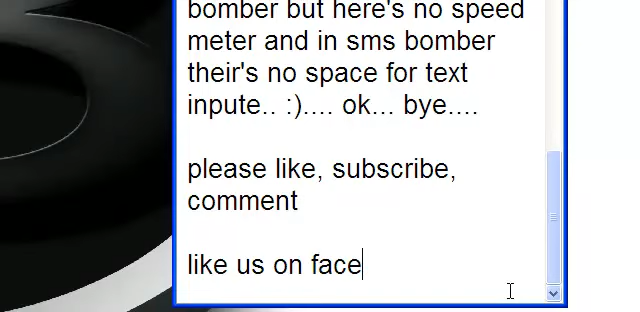 bomber but here's no speed
meter and in sms bomber
their's no space for text
inpute.. :).... ok... bye....
please like, subscribe,
comment
like us on face